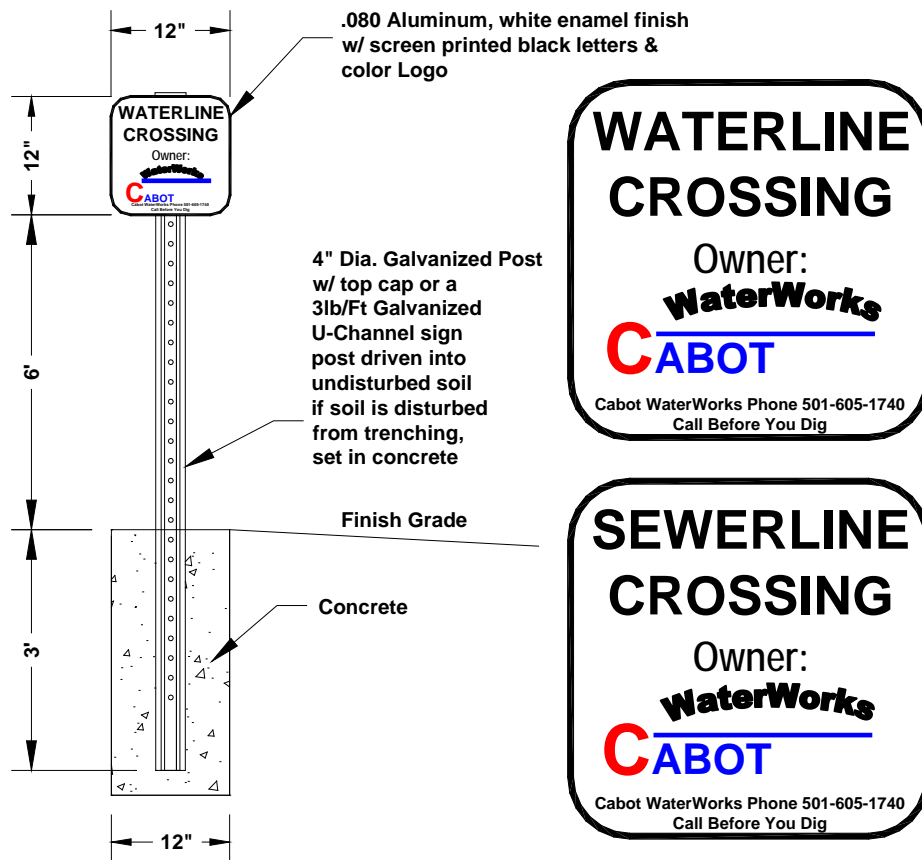 12"
.080 Aluminum, white enamel finish
w/ screen printed black letters &
color Logo
12"
WATERLINE
CROSSING
Owner:
WaterWorks
CABOT
Cabot WaterWorks Phone 501-605-1740
Call Before You Dig
6'
4" Dia. Galvanized Post
w/ top cap or a
3lb/Ft Galvanized
U-Channel sign
post driven into
undisturbed soil
if soil is disturbed
from trenching,
set in concrete
Finish Grade
3'
Concrete
12"
WATERLINE
CROSSING
Owner:
WaterWorks
CABOT
Cabot WaterWorks Phone 501-605-1740
Call Before You Dig
SEWERLINE
CROSSING
Owner:
WaterWorks
CABOT
Cabot WaterWorks Phone 501-605-1740
Call Before You Dig